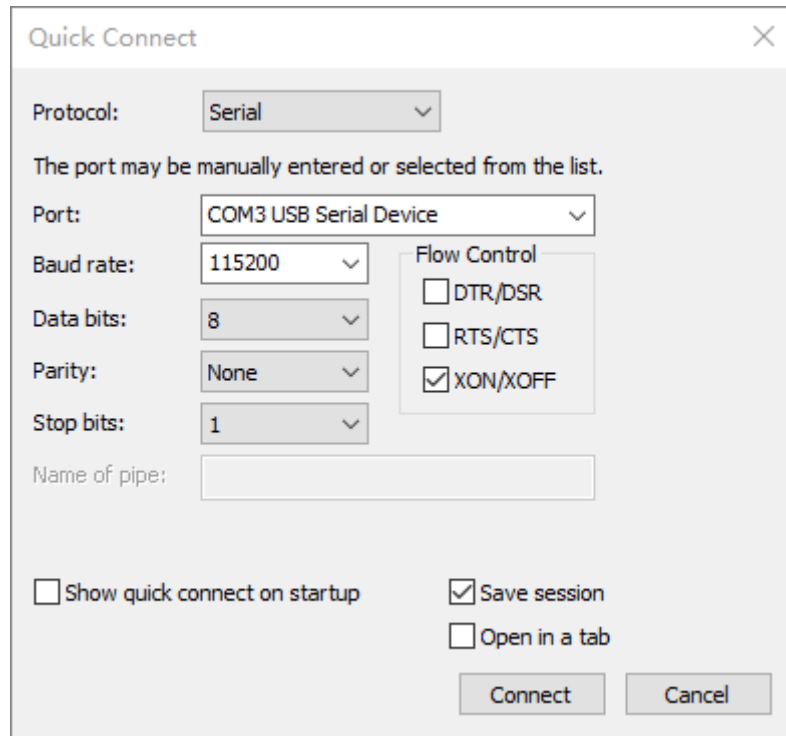 Quick Connect
Protocol: Serial
The port may be manually entered or selected from the list.
Port: COM3 USB Serial Device
Baud rate: 115200 Flow Control
DTR/DSR
Data bits: 8
RTS/CTS
Parity: None
XON/XOFF
Stop bits: 1
Name of pipe:
Show quick connect on startup Save session
Open in a tab
Connect Cancel